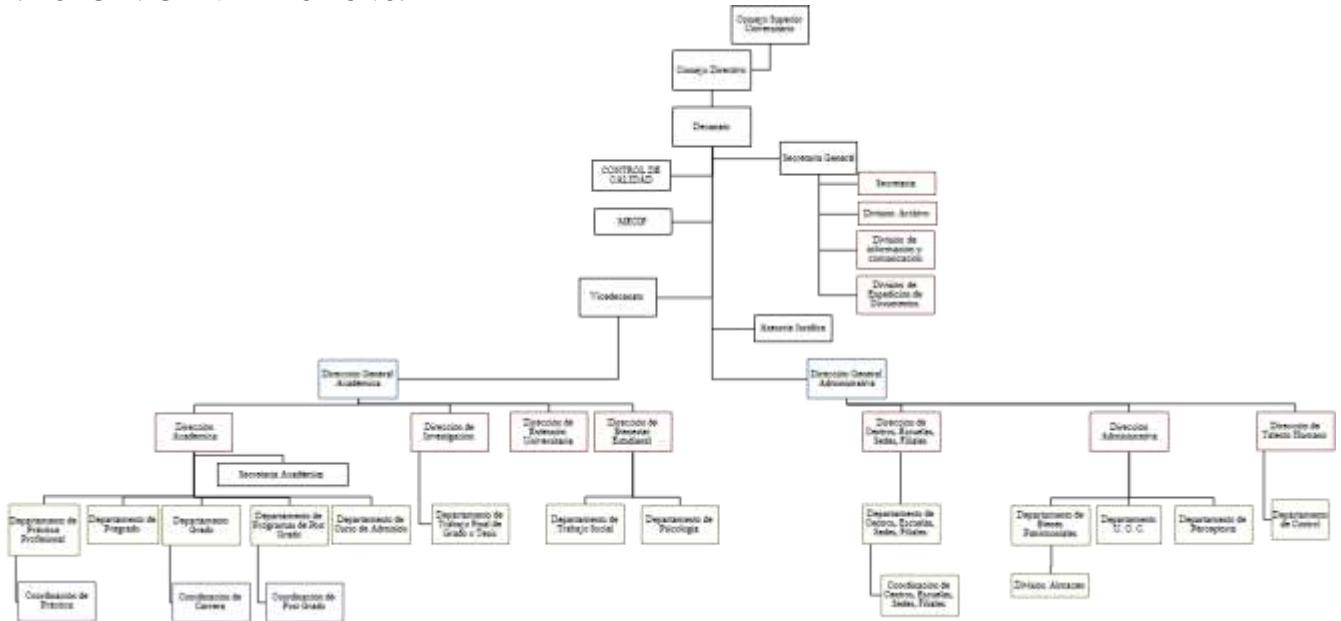 Consejo Superior
Universitario
Consejo Directivo
Decanato
Secretaria General
CONTROL DE
CALIDAD
Secretaria
MECIP
División Archivo
División de
información y
comunicación
Vicedecanato
División de
Expedición de
Documentos
Asesoría Jurídica
Dirección General
Académica
Dirección General
Administrativa
Dirección
Académica
Dirección de
Investigación
Dirección de
Extensión
Universitaria
Dirección de
Bienestar
Estudiantil
Dirección de
Centros, Escuelas,
Sedes, Filiales
Dirección
Administrativa
Dirección de
Talento Humano
Secretaría Académica
Departamento de
Práctica
Profesional
Departamento de
Departamento
Grado
Departamento de
Programas de Post
Grado
Departamento de
Curso de Admisión
Departamento de
Trabajo Final de
Grado o Tesis
Departamento de
Trabajo Social
Departamento de
Psicología
Departamento de
Centros, Escuelas,
Sedes, Filiales
Departamento de
Bienes
Patrimoniales
Departamento
U. O. C.
Departamento de
Perceptoría
Departamento
de Control
Coordinación de
Práctica
Coordinación de
Carrera
Coordinación de
Post Grado
Coordinación de
Centros, Escuelas,
Sedes, Filiales
División Almacen